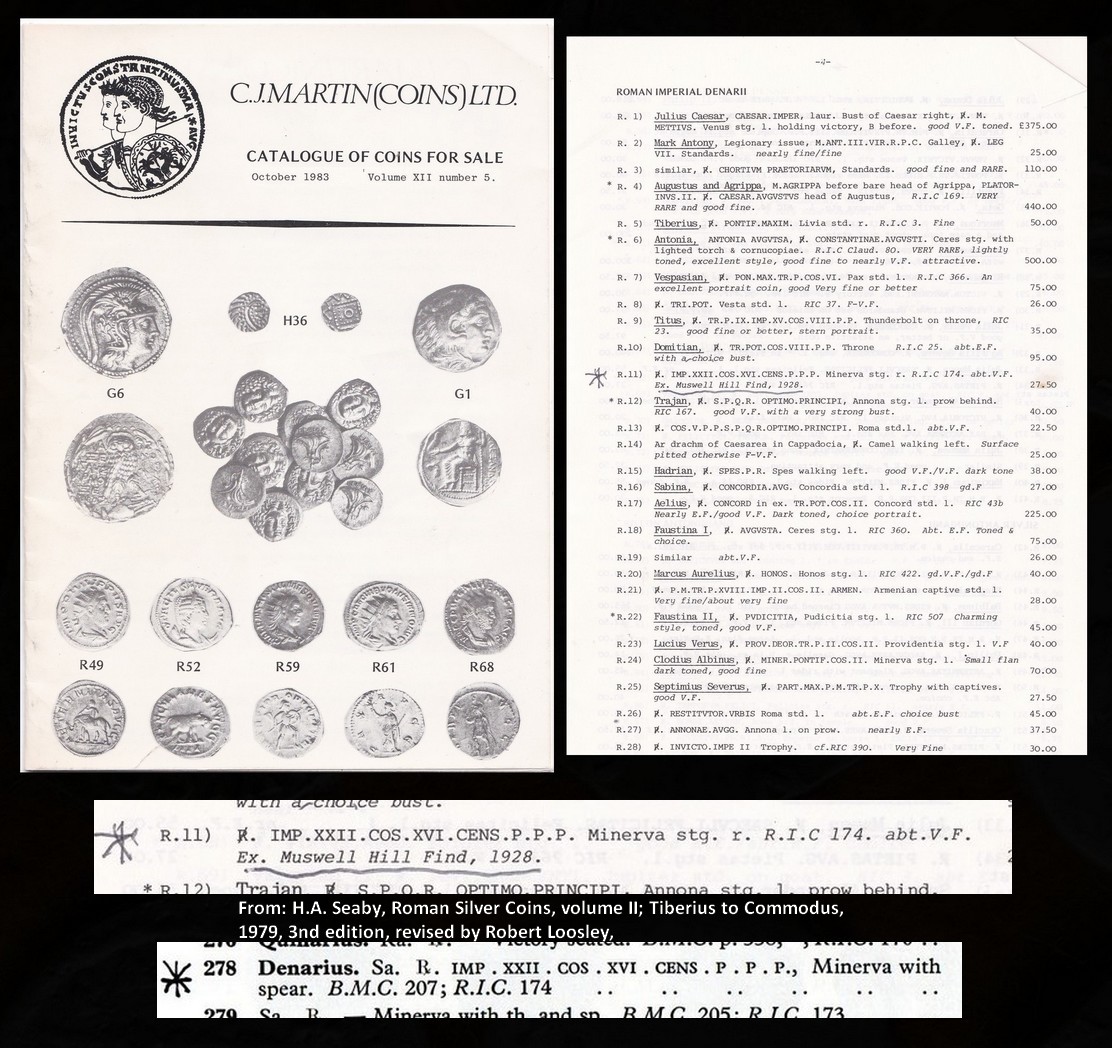 INVICTVS CONSTANTINVS MAX AVG
C.J.MARTIN(COINS)LTD.
CATALOGUE OF COINS FOR SALE
October 1983 Volume XII number 5.
H36
G6
G1
R49 R52 R59 R61 R68
-4-
ROMAN IMPERIAL DENARII
R. 1) Julius Caesar, CAESAR.IMPER, laur. Bust of Caesar right, ℟. M.
METTIVS. Venus stg. l. holding victory, B before. good V.F. toned. £375.00
R. 2) Mark Antony, Legionary issue, M.ANT.III.VIR.R.P.C. Galley, ℟. LEG
VII. Standards. nearly fine/fine 25.00
R. 3) similar, ℟. CHORTIVM PRAETORIARVM, Standards. good fine and RARE. 110.00
* R. 4) Augustus and Agrippa, M.AGRIPPA before bare head of Agrippa, PLATOR-
INVS.II. ℟. CAESAR.AVGVSTVS head of Augustus, R.I.C 169. VERY
RARE and good fine. 440.00
R. 5) Tiberius, ℟. PONTIF.MAXIM. Livia std. r. R.I.C 3. Fine 50.00
* R. 6) Antonia, ANTONIA AVGVTSA, ℟. CONSTANTINAE.AVGVSTI. Ceres stg. with
lighted torch & cornucopiae. R.I.C Claud. 80. VERY RARE, lightly
toned, excellent style, good fine to nearly V.F. attractive. 500.00
R. 7) Vespasian, ℟. PON.MAX.TR.P.COS.VI. Pax std. l. R.I.C 366. An
excellent portrait coin, good Very fine or better 75.00
R. 8) ℟. TRI.POT. Vesta std. l. RIC 37. F-V.F. 26.00
R. 9) Titus, ℟. TR.P.IX.IMP.XV.COS.VIII.P.P. Thunderbolt on throne, RIC
23. good fine or better, stern portrait. 35.00
R.10) Domitian, ℟. TR.POT.COS.VIII.P.P. Throne R.I.C 25. abt.E.F.
with a choice bust. 95.00
R.11) ℟. IMP.XXII.COS.XVI.CENS.P.P.P. Minerva stg. r. R.I.C 174. abt.V.F.
Ex. Muswell Hill Find, 1928. 27.50
* R.12) Trajan, ℟. S.P.Q.R. OPTIMO.PRINCIPI, Annona stg. l. prow behind.
RIC 167. good V.F. with a very strong bust. 40.00
R.13) ℟. COS.V.P.P.S.P.Q.R.OPTIMO.PRINCIPI. Roma std.l. abt.V.F. 22.50
R.14) Ar drachm of Caesarea in Cappadocia, ℟. Camel walking left. Surface
pitted otherwise F-V.F. 25.00
R.15) Hadrian, ℟. SPES.P.R. Spes walking left. good V.F./V.F. dark tone 38.00
R.16) Sabina, ℟. CONCORDIA.AVG. Concordia std. l. R.I.C 398 gd.F 27.00
R.17) Aelius, ℟. CONCORD in ex. TR.POT.COS.II. Concord std. l. RIC 43b
Nearly E.F./good V.F. Dark toned, choice portrait. 225.00
R.18) Faustina I, ℟. AVGVSTA. Ceres stg. l. RIC 360. Abt. E.F. Toned &
choice. 75.00
R.19) Similar abt.V.F. 26.00
R.20) Marcus Aurelius, ℟. HONOS. Honos stg. l. RIC 422. gd.V.F./gd.F 40.00
R.21) ℟. P.M.TR.P.XVIII.IMP.II.COS.II. ARMEN. Armenian captive std. l.
Very fine/about very fine 28.00
*R.22) Faustina II, ℟. PVDICITIA, Pudicitia stg. l. RIC 507 Charming
style, toned, good V.F. 45.00
R.23) Lucius Verus, ℟. PROV.DEOR.TR.P.II.COS.II. Providentia stg. l. V.F 40.00
R.24) Clodius Albinus, ℟. MINER.PONTIF.COS.II. Minerva stg. l. Small flan
dark toned, good fine 70.00
R.25) Septimius Severus, ℟. PART.MAX.P.M.TR.P.X. Trophy with captives.
good V.F. 27.50
R.26) ℟. RESTITVTOR.VRBIS Roma std. l. abt.E.F. choice bust 45.00
*R.27) ℟. ANNONAE.AVGG. Annona l. on prow. nearly E.F. 37.50
R.28) ℟. INVICTO.IMPE II Trophy. cf.RIC 390. Very Fine 30.00
with a choice bust.
R.11) ℟. IMP.XXII.COS.XVI.CENS.P.P.P. Minerva stg. r. R.I.C 174. abt.V.F.
Ex. Muswell Hill Find, 1928.
* R.12) Trajan, ℟. S.P.Q.R. OPTIMO.PRINCIPI, Annona stg. l. prow behind.
From: H.A. Seaby, Roman Silver Coins, volume II; Tiberius to Commodus,
1979, 3nd edition, revised by Robert Loosley,
278 Denarius. Sa. ℞. IMP . XXII . COS . XVI . CENS . P . P . P., Minerva with
spear. B.M.C. 207; R.I.C. 174 .. .. .. .. .. ..
279 Sa. ℞. — Minerva with th. and sp. B.M.C. 205; R.I.C. 173